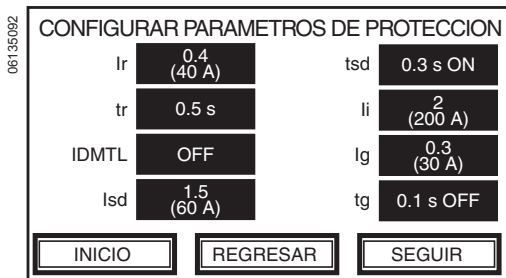 06135092
CONFIGURAR PARAMETROS DE PROTECCION
Ir 0.4 (40 A)
tr 0.5 s
IDMTL OFF
Isd 1.5 (60 A)
tsd 0.3 s ON
Ii 2 (200 A)
Ig 0.3 (30 A)
tg 0.1 s OFF
INICIO
REGRESAR
SEGUIR